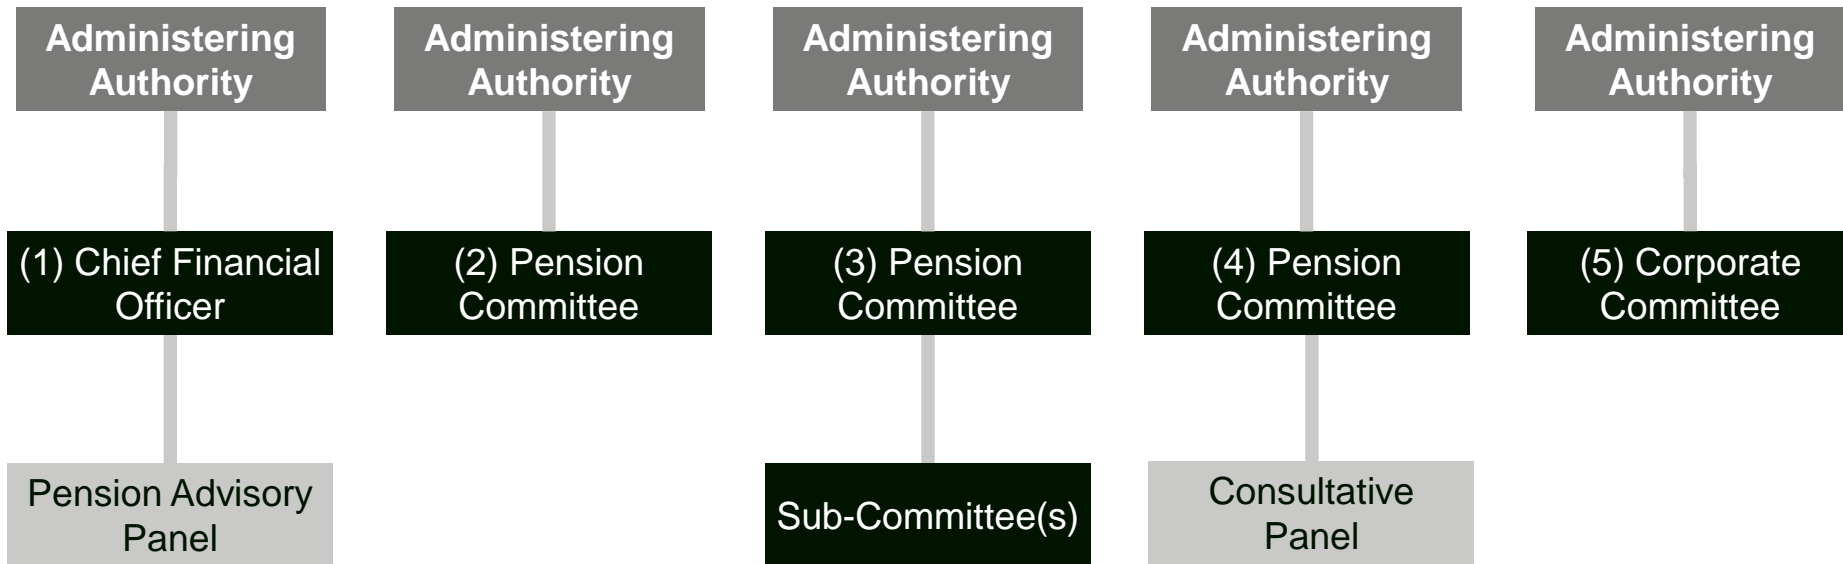 Administering
Authority
Administering
Authority
Administering
Authority
Administering
Authority
Administering
Authority
(1) Chief Financial
Officer
(2) Pension
Committee
(3) Pension
Committee
(4) Pension
Committee
(5) Corporate
Committee
Pension Advisory
Panel
Sub-Committee(s)
Consultative
Panel